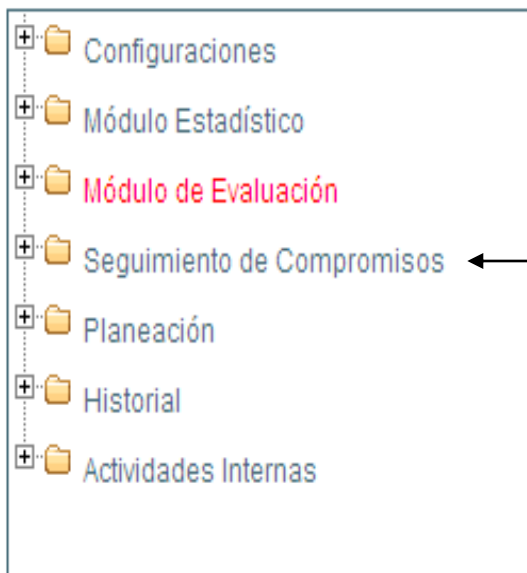 Configuraciones
Módulo Estadístico
Módulo de Evaluación
Seguimiento de Compromisos
Planeación
Historial
Actividades Internas